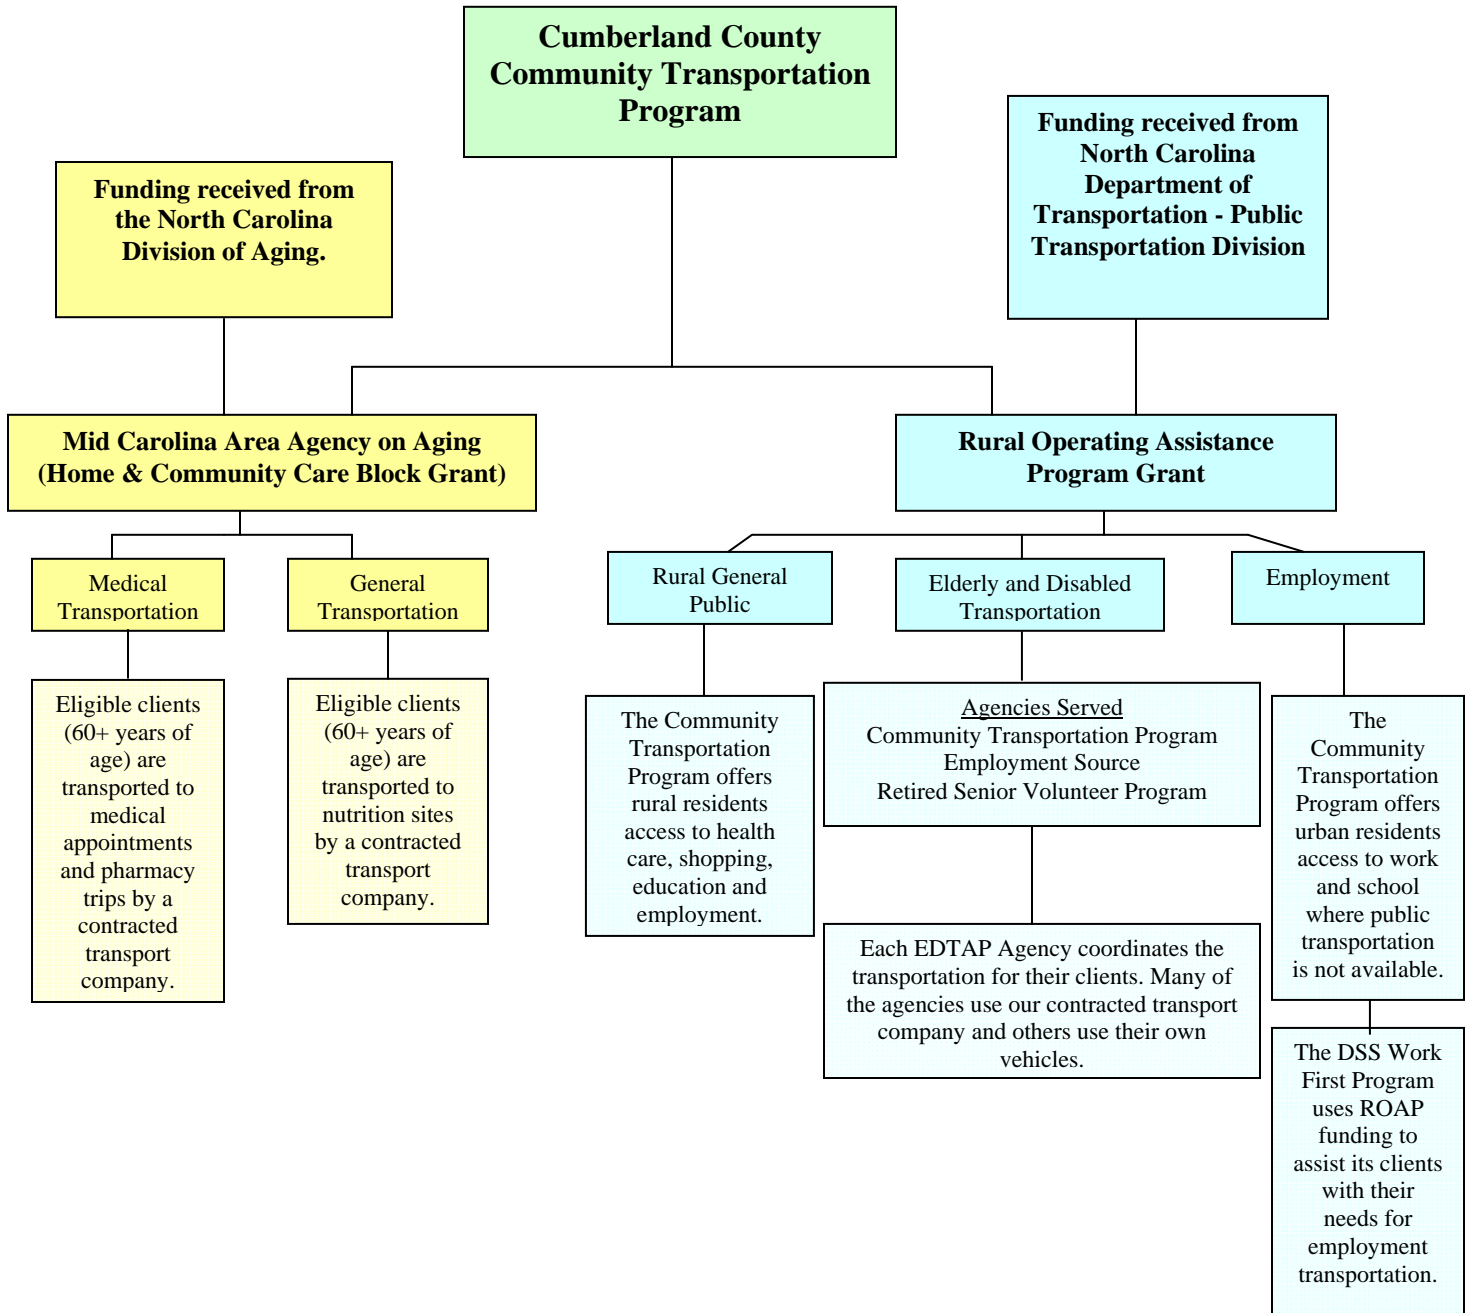 Cumberland County
Community Transportation
Program
Funding received from
the North Carolina
Division of Aging.
Funding received from
North Carolina
Department of
Transportation - Public
Transportation Division
Mid Carolina Area Agency on Aging
(Home & Community Care Block Grant)
Rural Operating Assistance
Program Grant
Medical
Transportation
General
Transportation
Rural General
Public
Elderly and Disabled
Transportation
Employment
Eligible clients
(60+ years of
age) are
transported to
medical
appointments
and pharmacy
trips by a
contracted
transport
company.
Eligible clients
(60+ years of
age) are
transported to
nutrition sites
by a contracted
transport
company.
The Community
Transportation
Program offers
rural residents
access to health
care, shopping,
education and
employment.
Agencies Served
Community Transportation Program
Employment Source
Retired Senior Volunteer Program
Each EDTAP Agency coordinates the
transportation for their clients. Many of
the agencies use our contracted transport
company and others use their own
vehicles.
The
Community
Transportation
Program offers
urban residents
access to work
and school
where public
transportation
is not available.
The DSS Work
First Program
uses ROAP
funding to
assist its clients
with their
needs for
employment
transportation.